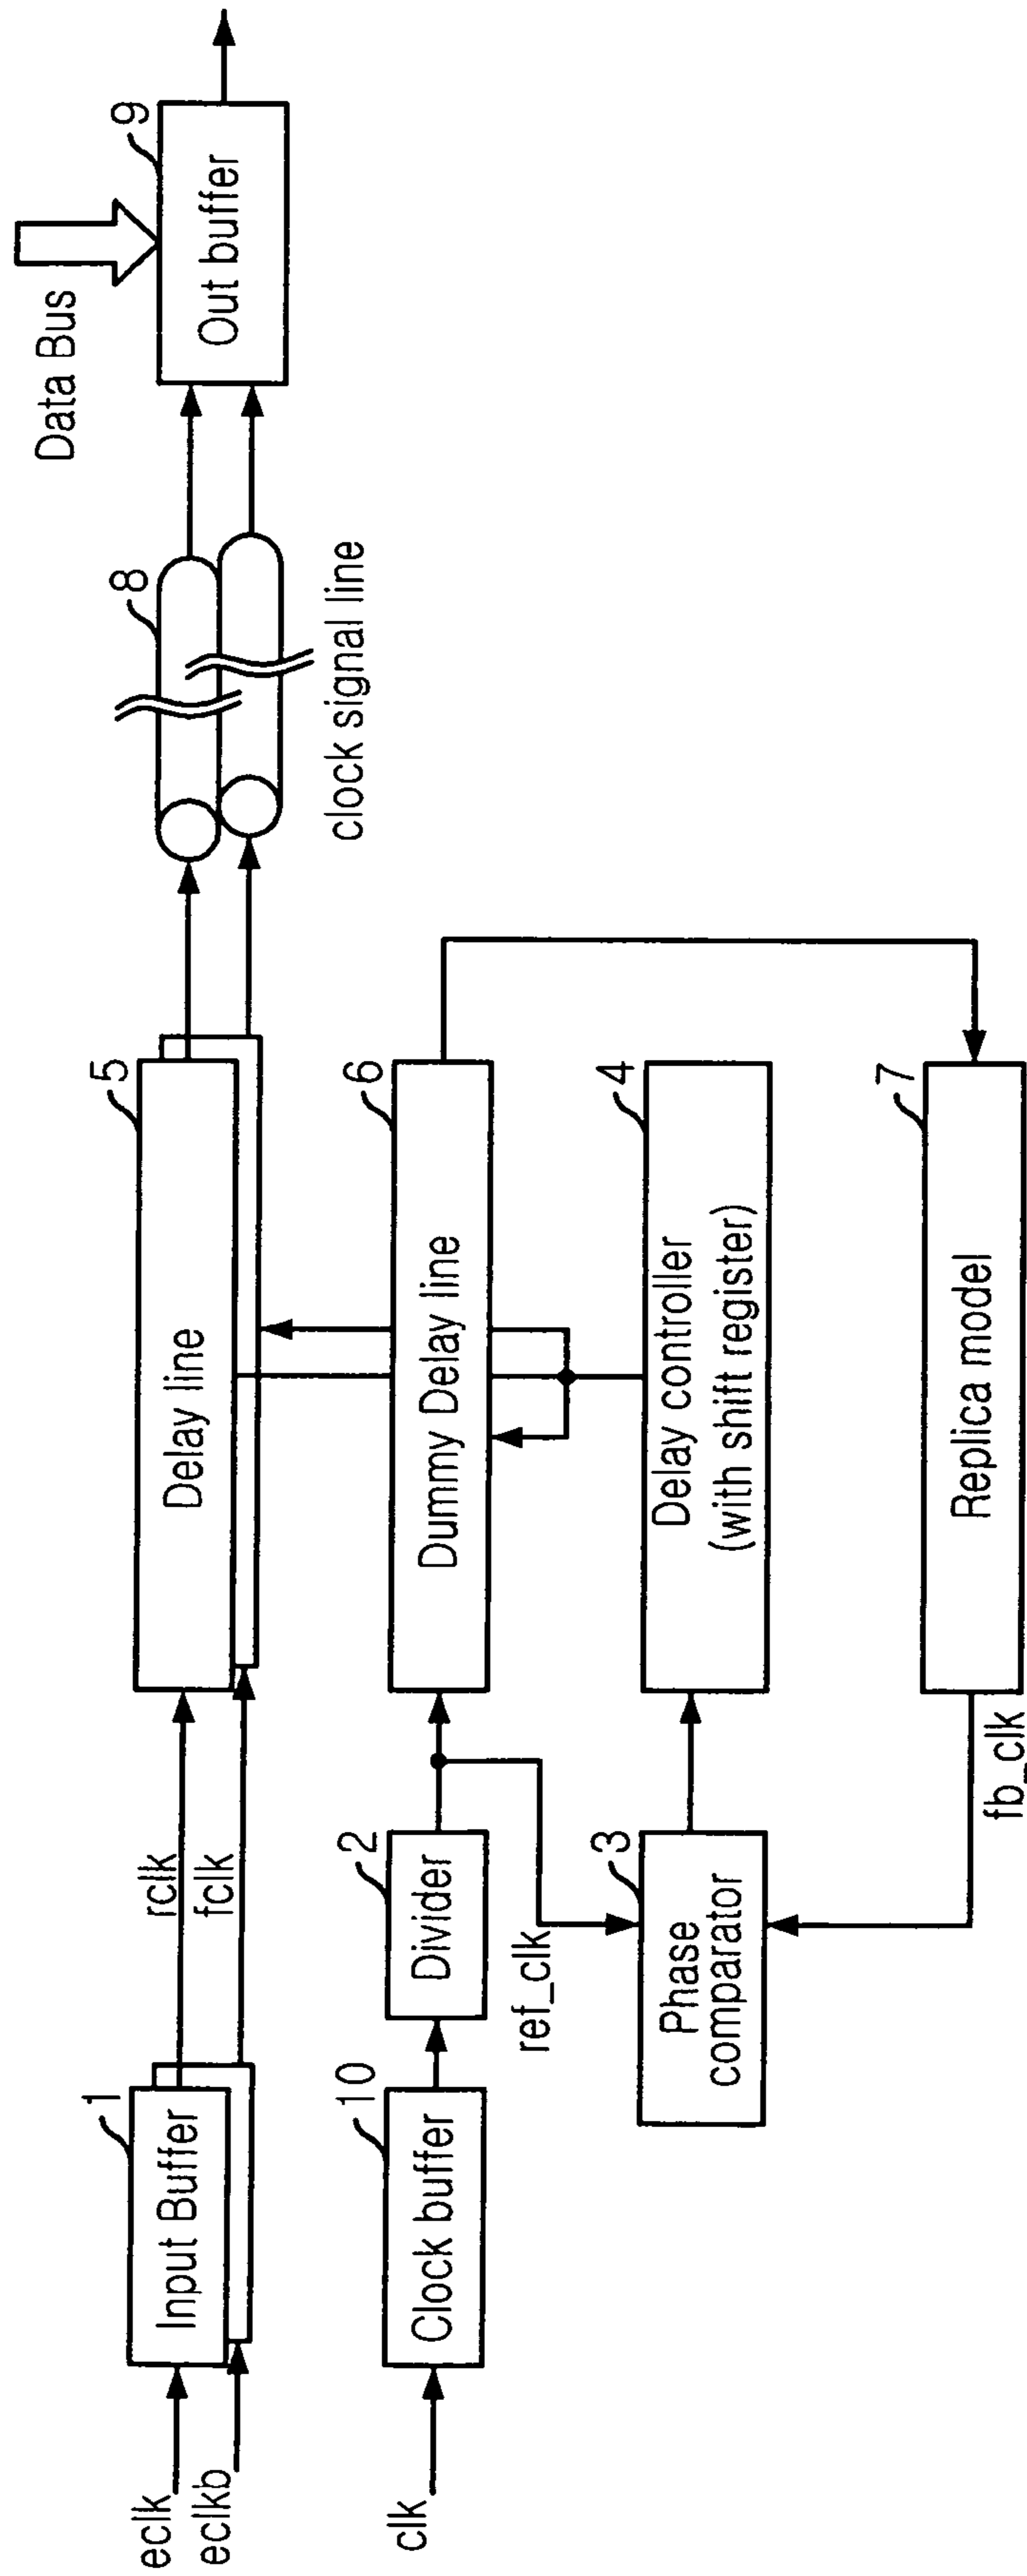 eclk
eclkb
1
Input Buffer
rclk
fclk
5
Delay line
8
clock signal line
Data Bus
9
Out buffer
clk
10
Clock buffer
2
Divider
ref_clk
6
Dummy Delay line
3
Phase
comparator
4
Delay controller
(with shift register)
7
Replica model
fb_clk